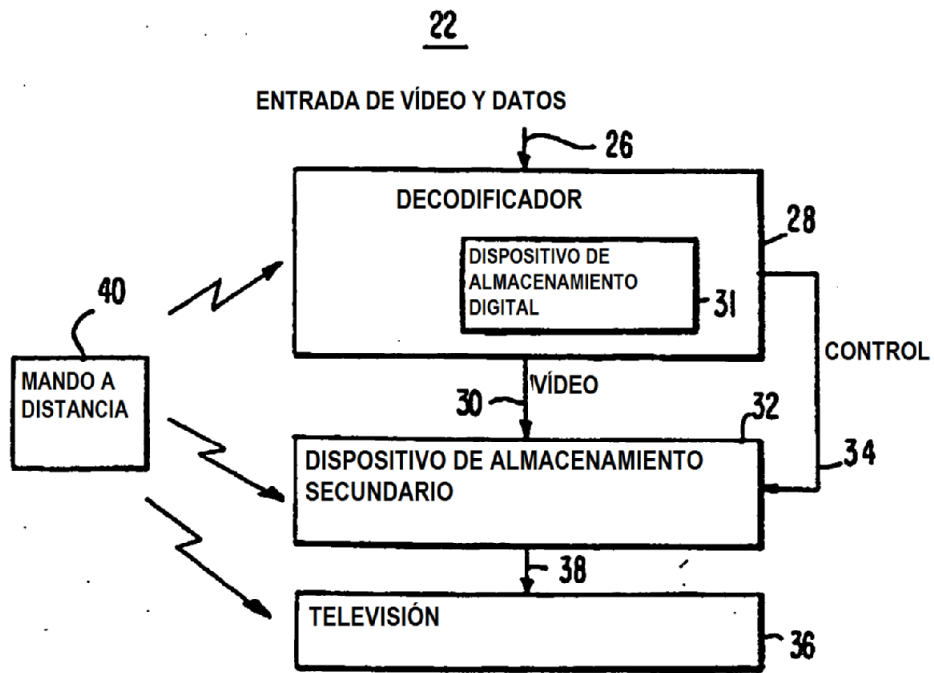 22
ENTRADA DE VÍDEO Y DATOS
26
DECODIFICADOR
28
DISPOSITIVO DE
ALMACENAMIENTO
DIGITAL
31
40
MANDO A
DISTANCIA
CONTROL
30
VÍDEO
32
34
DISPOSITIVO DE ALMACENAMIENTO
SECUNDARIO
38
TELEVISIÓN
36